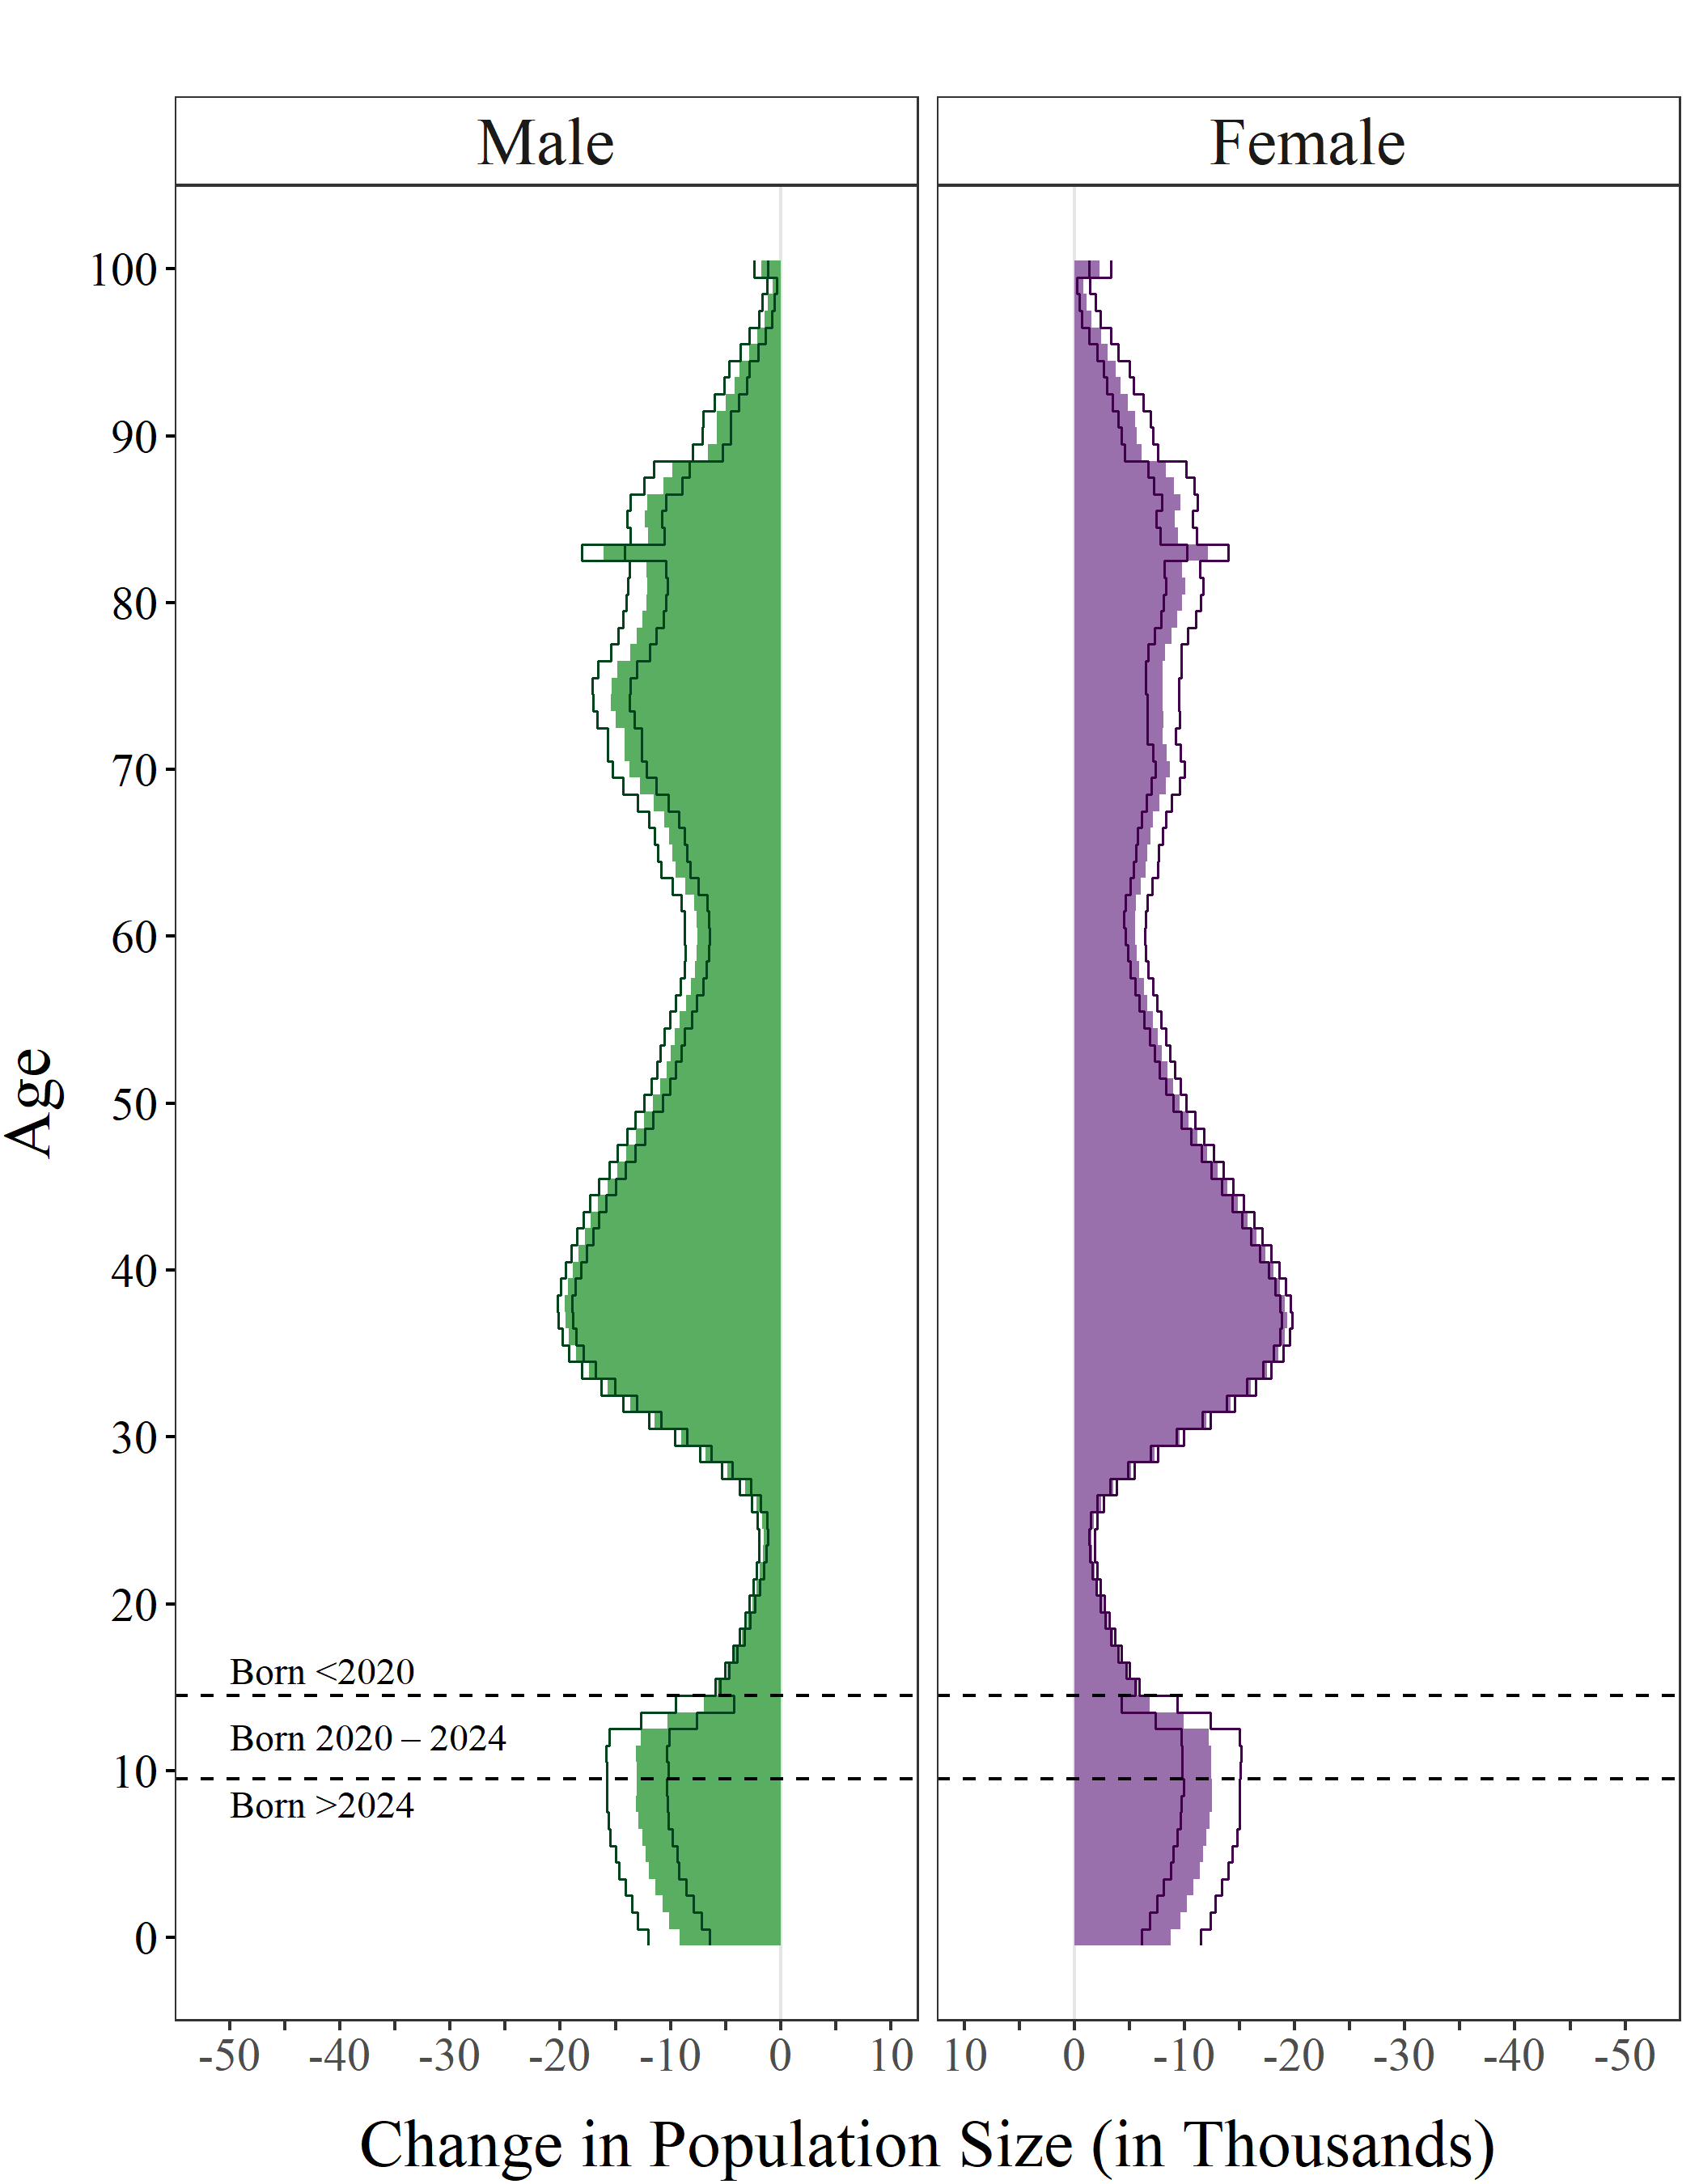 Male
Female
100
90
80
70
60
50
40
30
20
10
0
Age
Born <2020
Born 2020 – 2024
Born >2024
-50 -40 -30 -20 -10 0 10
10 0 -10 -20 -30 -40 -50
Change in Population Size (in Thousands)